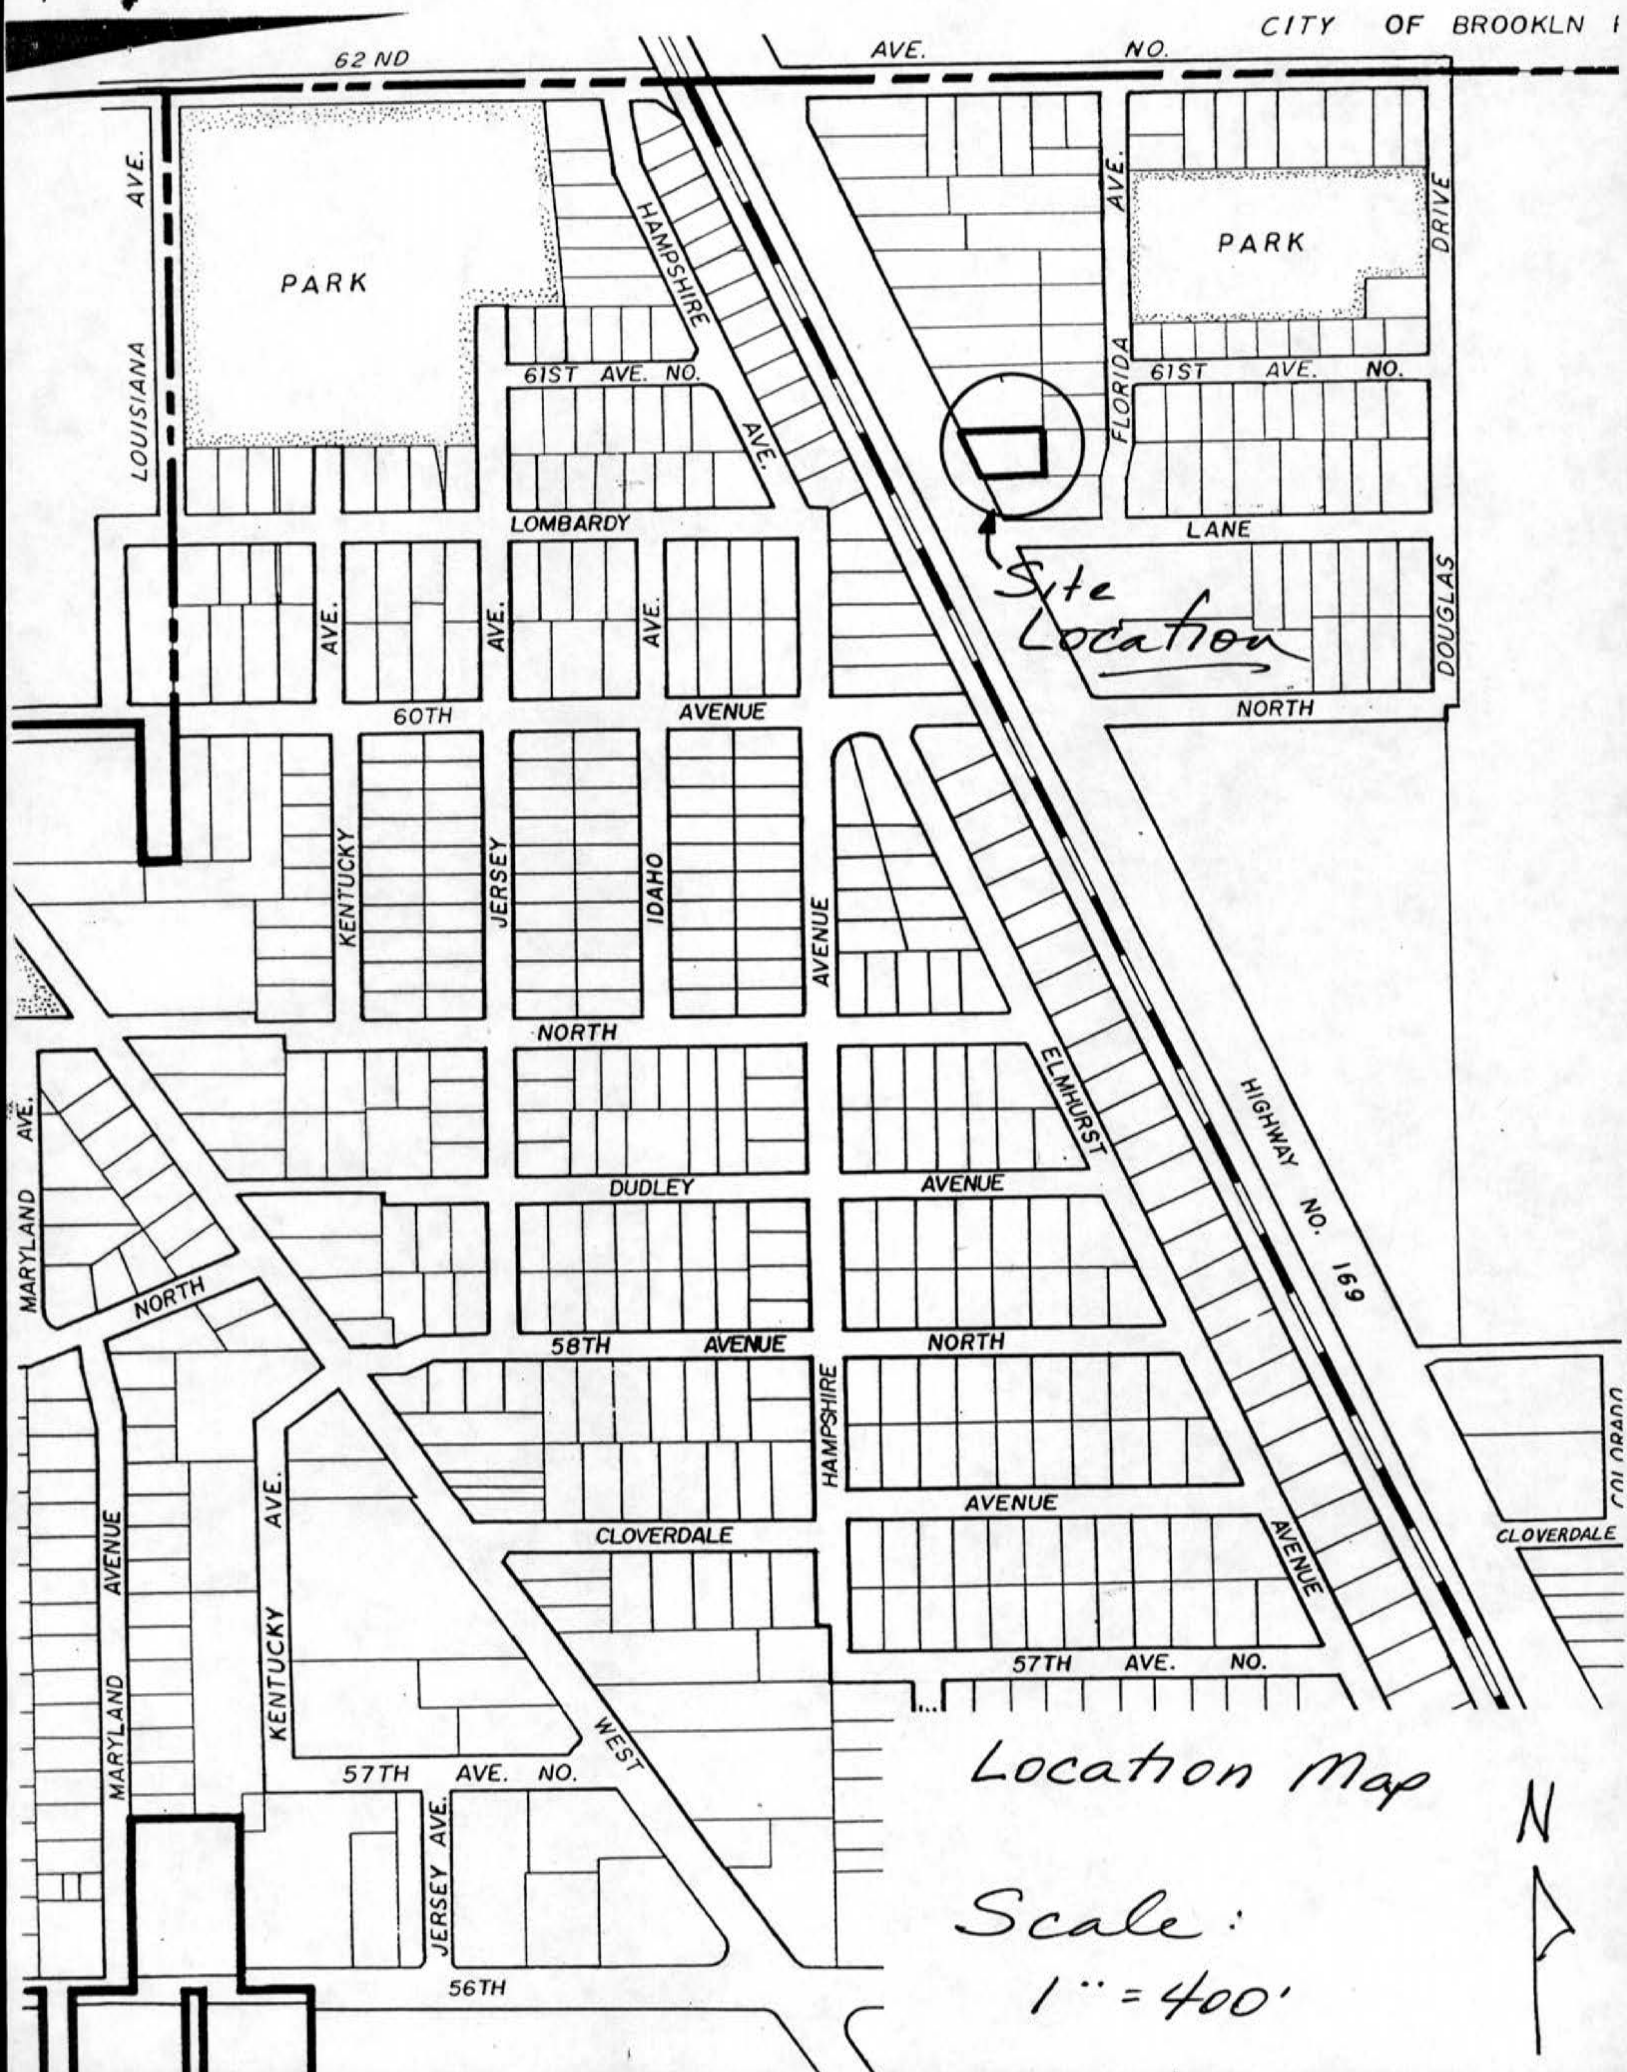 CITY OF BROOKLN
62 ND AVE. NO.
LOUISIANA AVE.
PARK
HAMPSHIRE AVE.
FLORIDA AVE.
PARK
DOUGLAS DRIVE
61ST AVE. NO.
61ST AVE. NO.
LOMBARDY
LANE
Site
Location
AVE.
AVE.
AVE.
60TH AVENUE
NORTH
KENTUCKY
JERSEY
IDAHO
AVENUE
NORTH
ELMHURST
HIGHWAY NO. 169
MARYLAND AVE.
DUDLEY
AVENUE
NORTH
58TH AVENUE
NORTH
HAMPSHIRE
AVENUE
CLOVERDALE
AVENUE
COLORADO
CLOVERDALE
MARYLAND AVENUE
KENTUCKY AVE.
57TH AVE. NO.
WEST
57TH AVE. NO.
JERSEY AVE.
56TH
Location Map
N
Scale:
1" = 400'